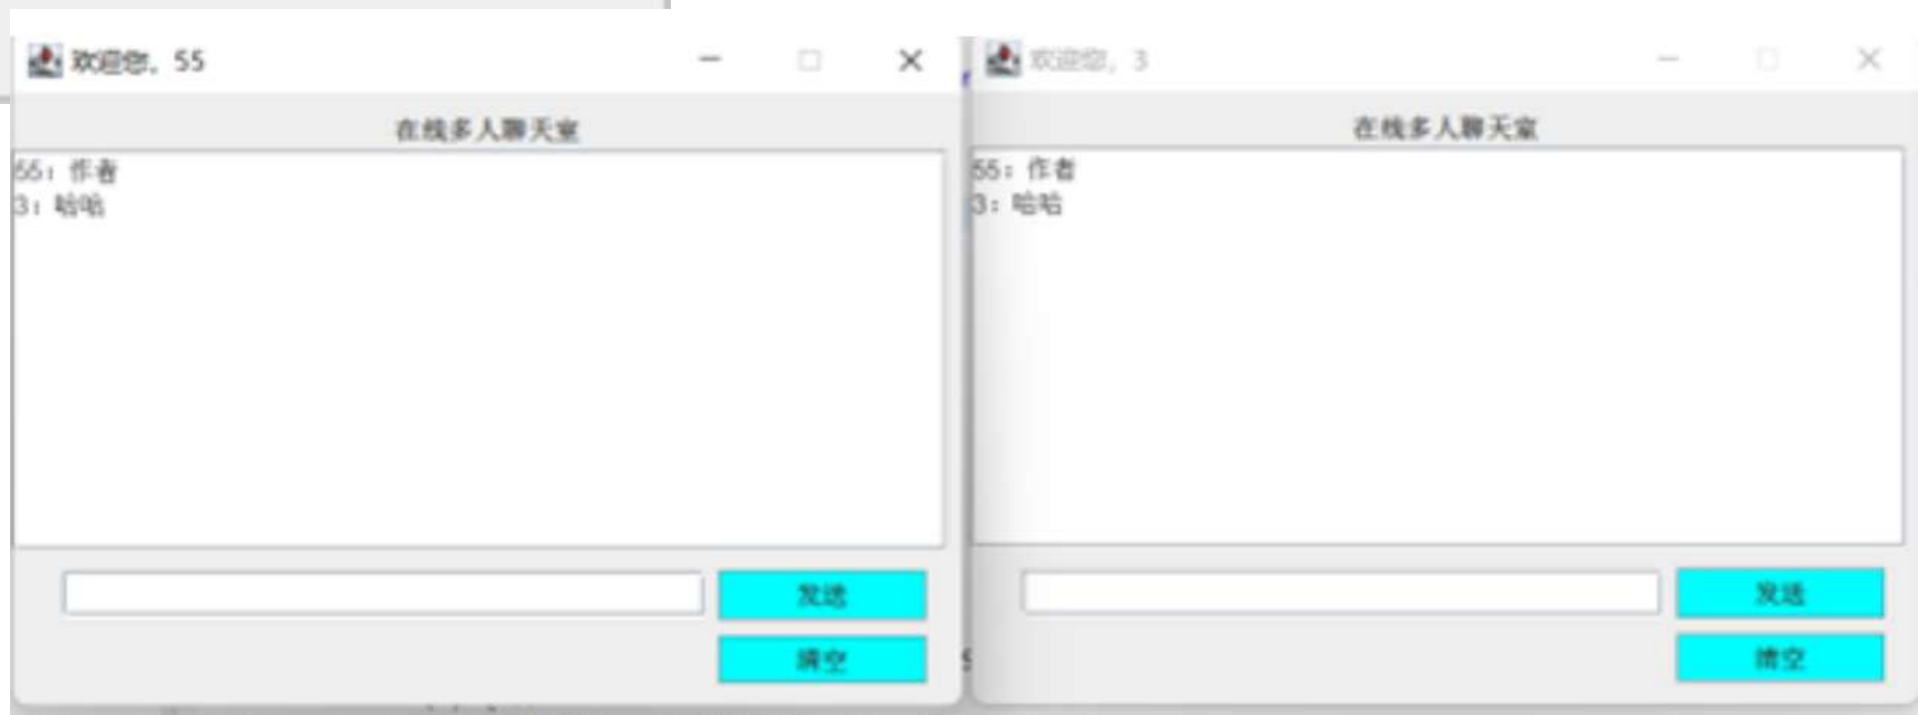 欢迎您，55
在线多人聊天室
55：作者
3：哈哈
发送
清空
欢迎您，3
在线多人聊天室
55：作者
3：哈哈
发送
清空